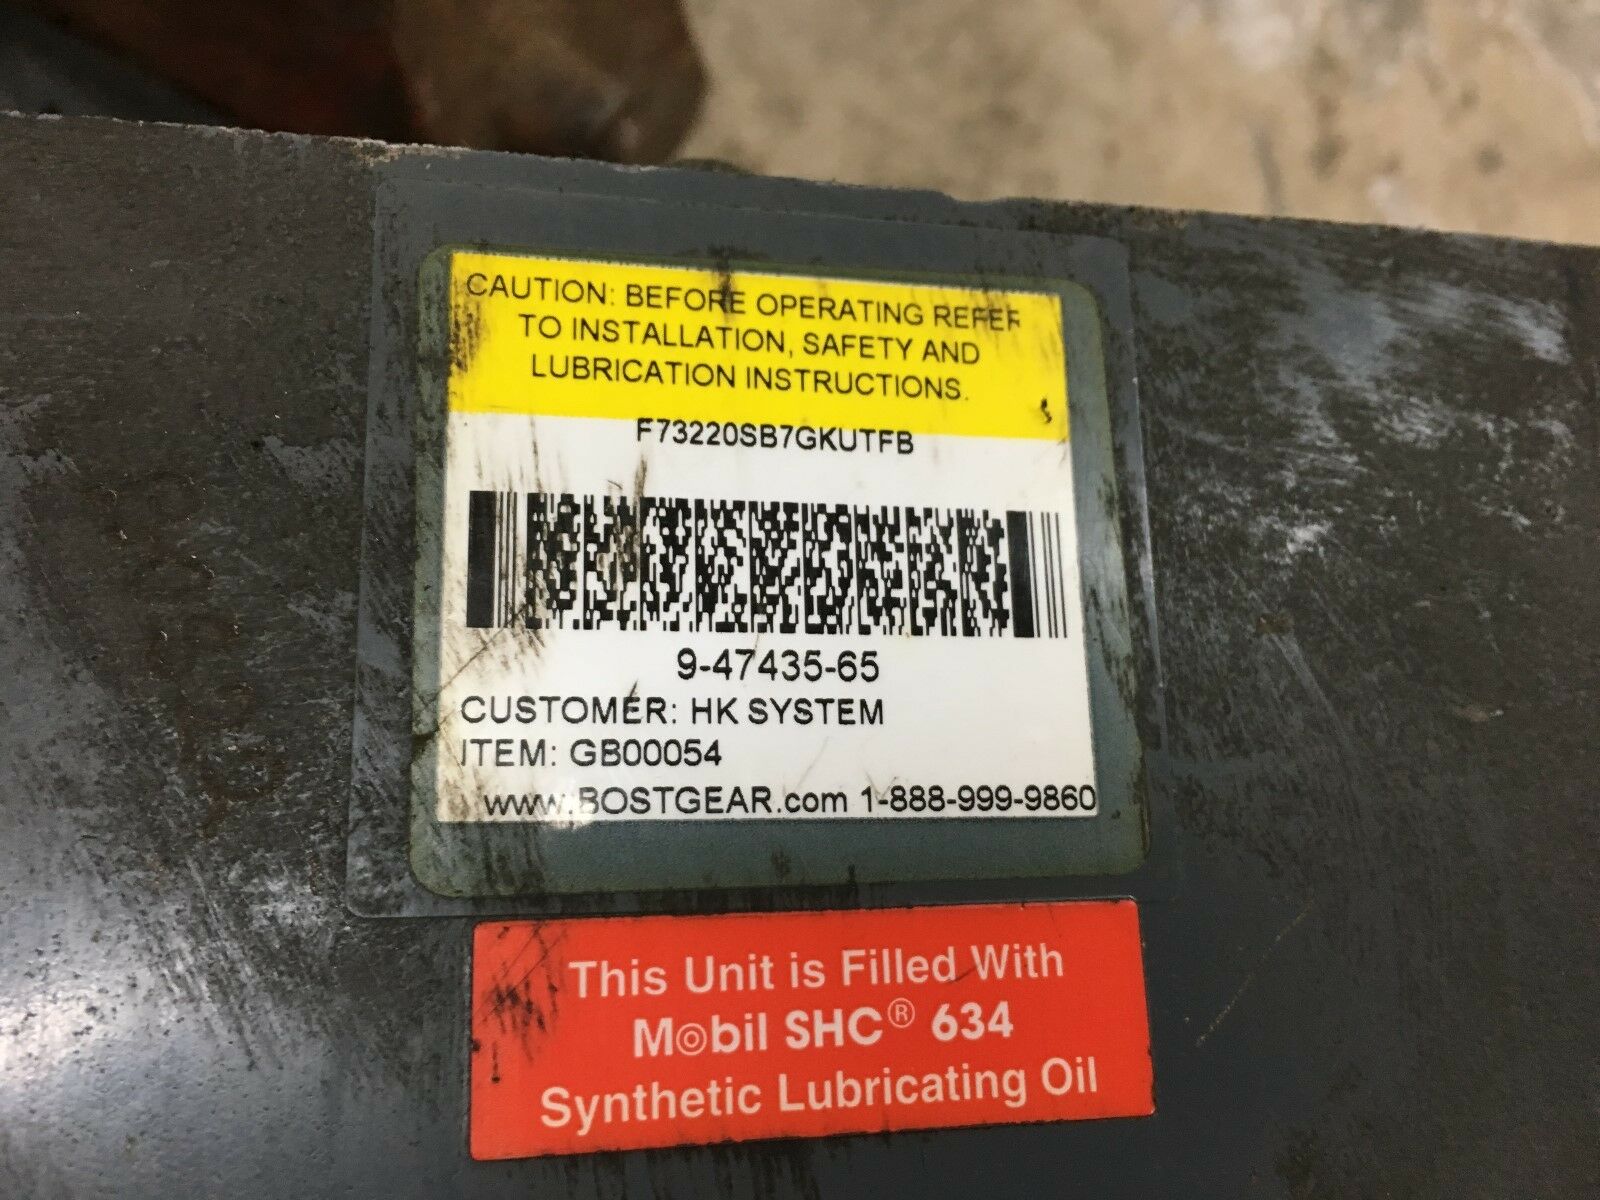 CAUTION: BEFORE OPERATING REFER
TO INSTALLATION, SAFETY AND
LUBRICATION INSTRUCTIONS.
F73220SB7GKUTFB
9-47435-65
CUSTOMER: HK SYSTEM
ITEM: GB00054
www.BOSTGEAR.com 1-888-999-9860
This Unit is Filled With
Mobil SHC® 634
Synthetic Lubricating Oil